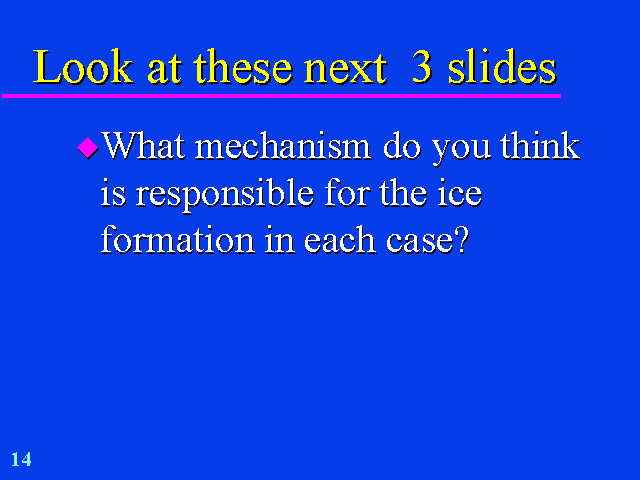 Look at these next 3 slides
What mechanism do you think
is responsible for the ice
formation in each case?
14